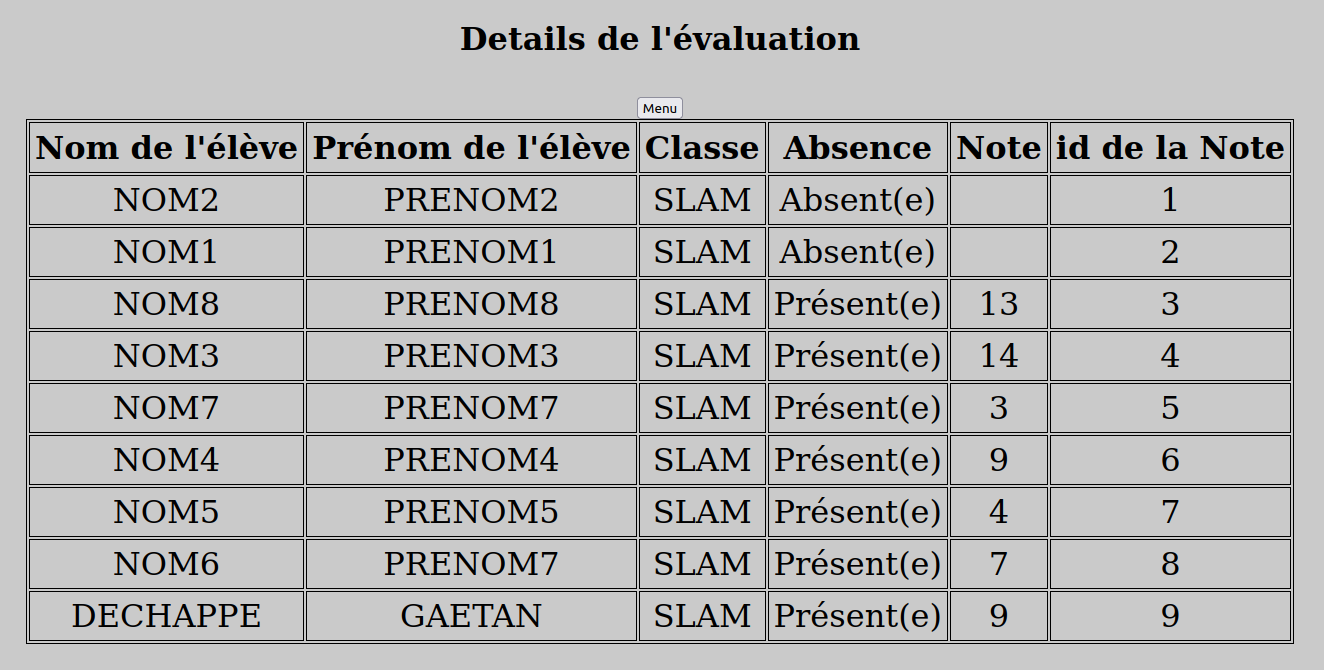 Details de l'évaluation
Menu
Nom de l'élève Prénom de l'élève Classe Absence Note id de la Note
NOM2 PRENOM2 SLAM Absent(e) 1
NOM1 PRENOM1 SLAM Absent(e) 2
NOM8 PRENOM8 SLAM Présent(e) 13 3
NOM3 PRENOM3 SLAM Présent(e) 14 4
NOM7 PRENOM7 SLAM Présent(e) 3 5
NOM4 PRENOM4 SLAM Présent(e) 9 6
NOM5 PRENOM5 SLAM Présent(e) 4 7
NOM6 PRENOM7 SLAM Présent(e) 7 8
DECHAPPE GAETAN SLAM Présent(e) 9 9